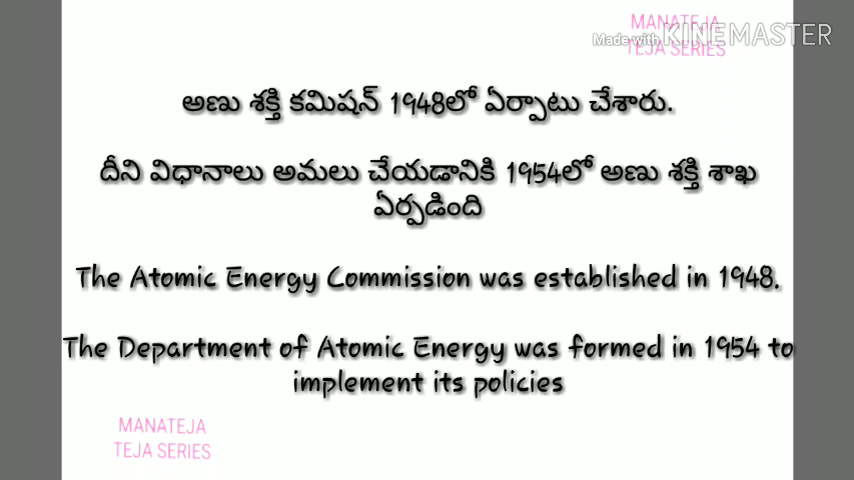 MANATEJA
Made with KINEMASTER
TEJA SERIES
అణు శక్తి కమిషన్ 1948లో ఏర్పాటు చేశారు.
దీని విధానాలు అమలు చేయడానికి 1954లో అణు శక్తి శాఖ
ఏర్పడింది
The Atomic Energy Commission was established in 1948.
The Department of Atomic Energy was formed in 1954 to
implement its policies
MANATEJA
TEJA SERIES